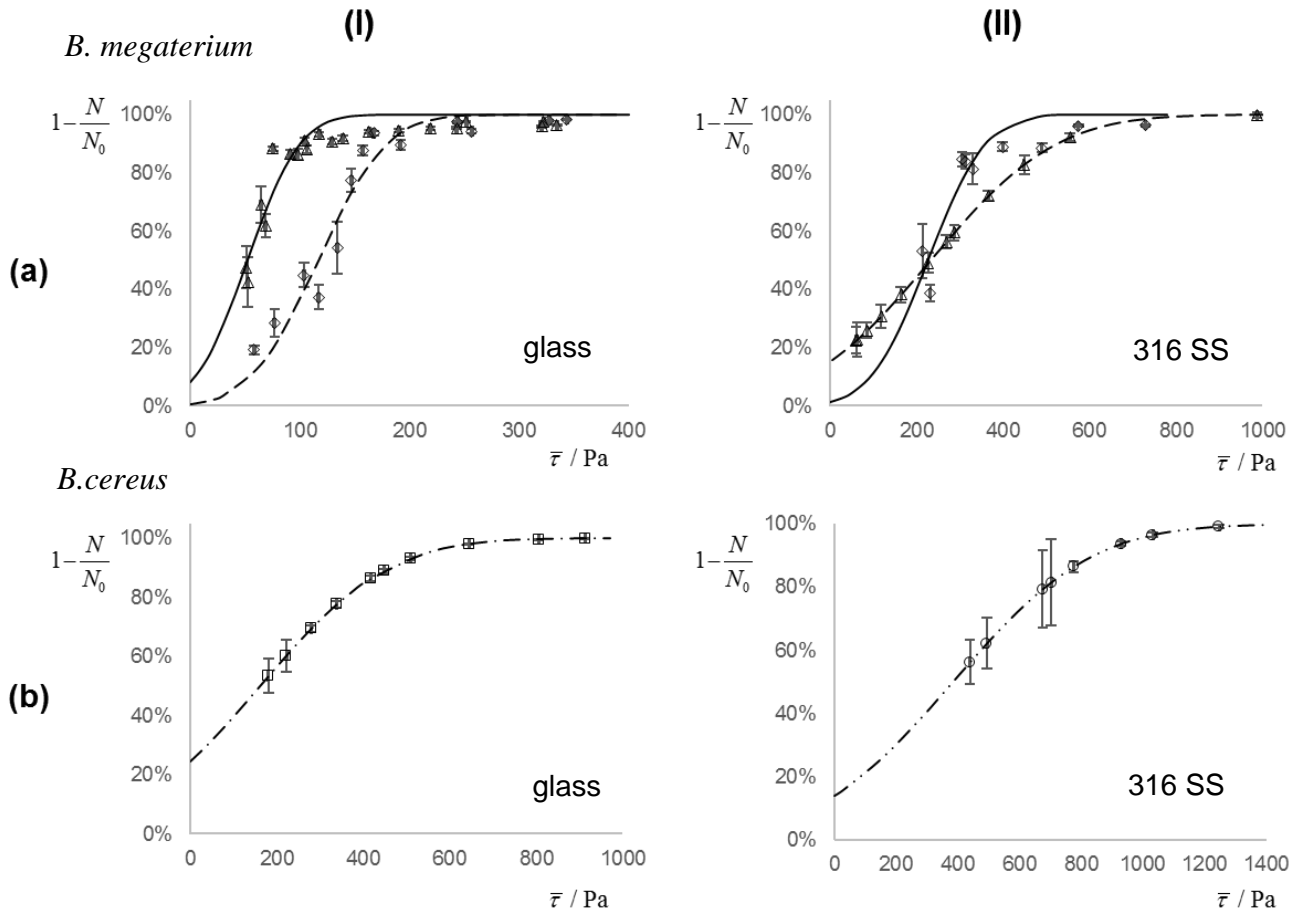 (I)
(II)
B. megaterium
1−N/N₀
100%
80%
60%
40%
20%
0%
0 100 200 300 400
τ̅ / Pa
glass
(a)
1−N/N₀
100%
80%
60%
40%
20%
0%
0 200 400 600 800 1000
τ̅ / Pa
316 SS
B.cereus
1−N/N₀
100%
80%
60%
40%
20%
0%
0 200 400 600 800 1000
τ̅ / Pa
glass
(b)
1−N/N₀
100%
80%
60%
40%
20%
0%
0 200 400 600 800 1000 1200 1400
τ̅ / Pa
316 SS